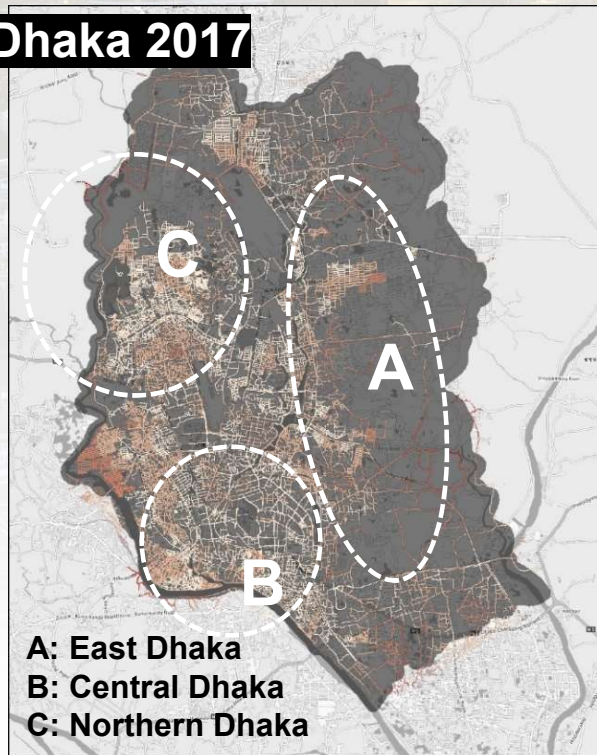 Dhaka 2017
C
A
B
A: East Dhaka
B: Central Dhaka
C: Northern Dhaka